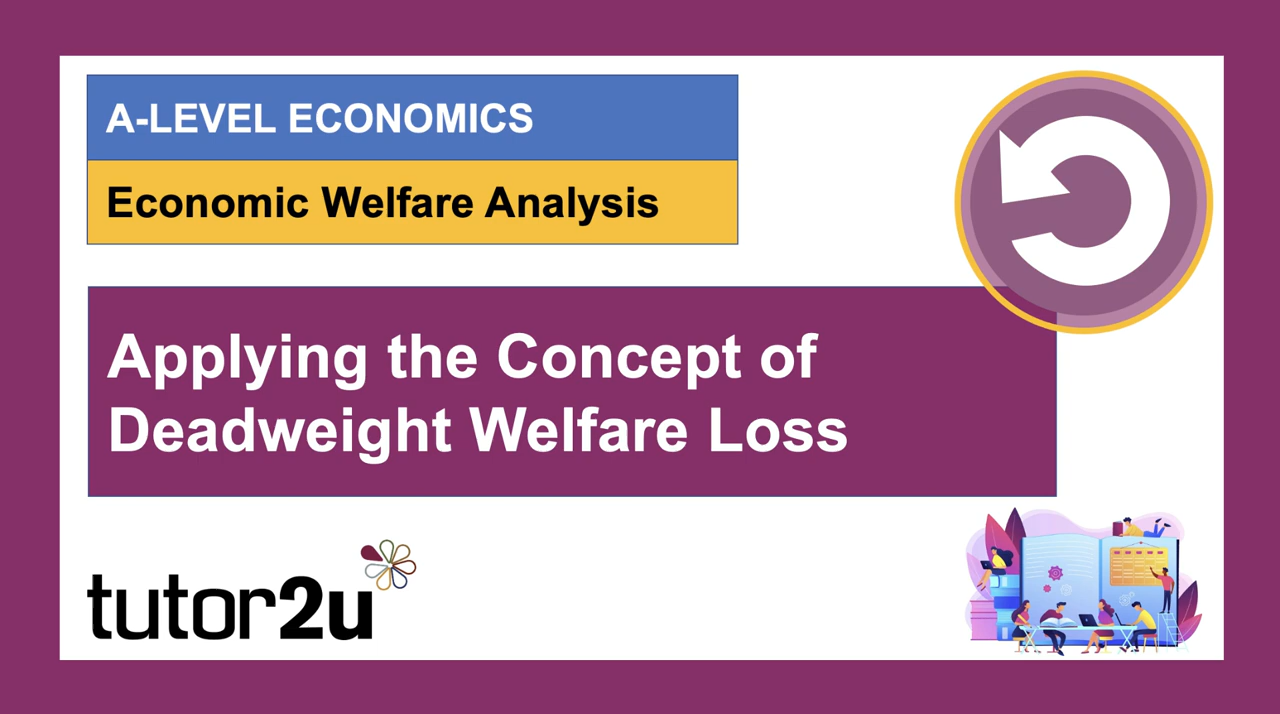 A-LEVEL ECONOMICS
Economic Welfare Analysis
Applying the Concept of
Deadweight Welfare Loss
tutor2u